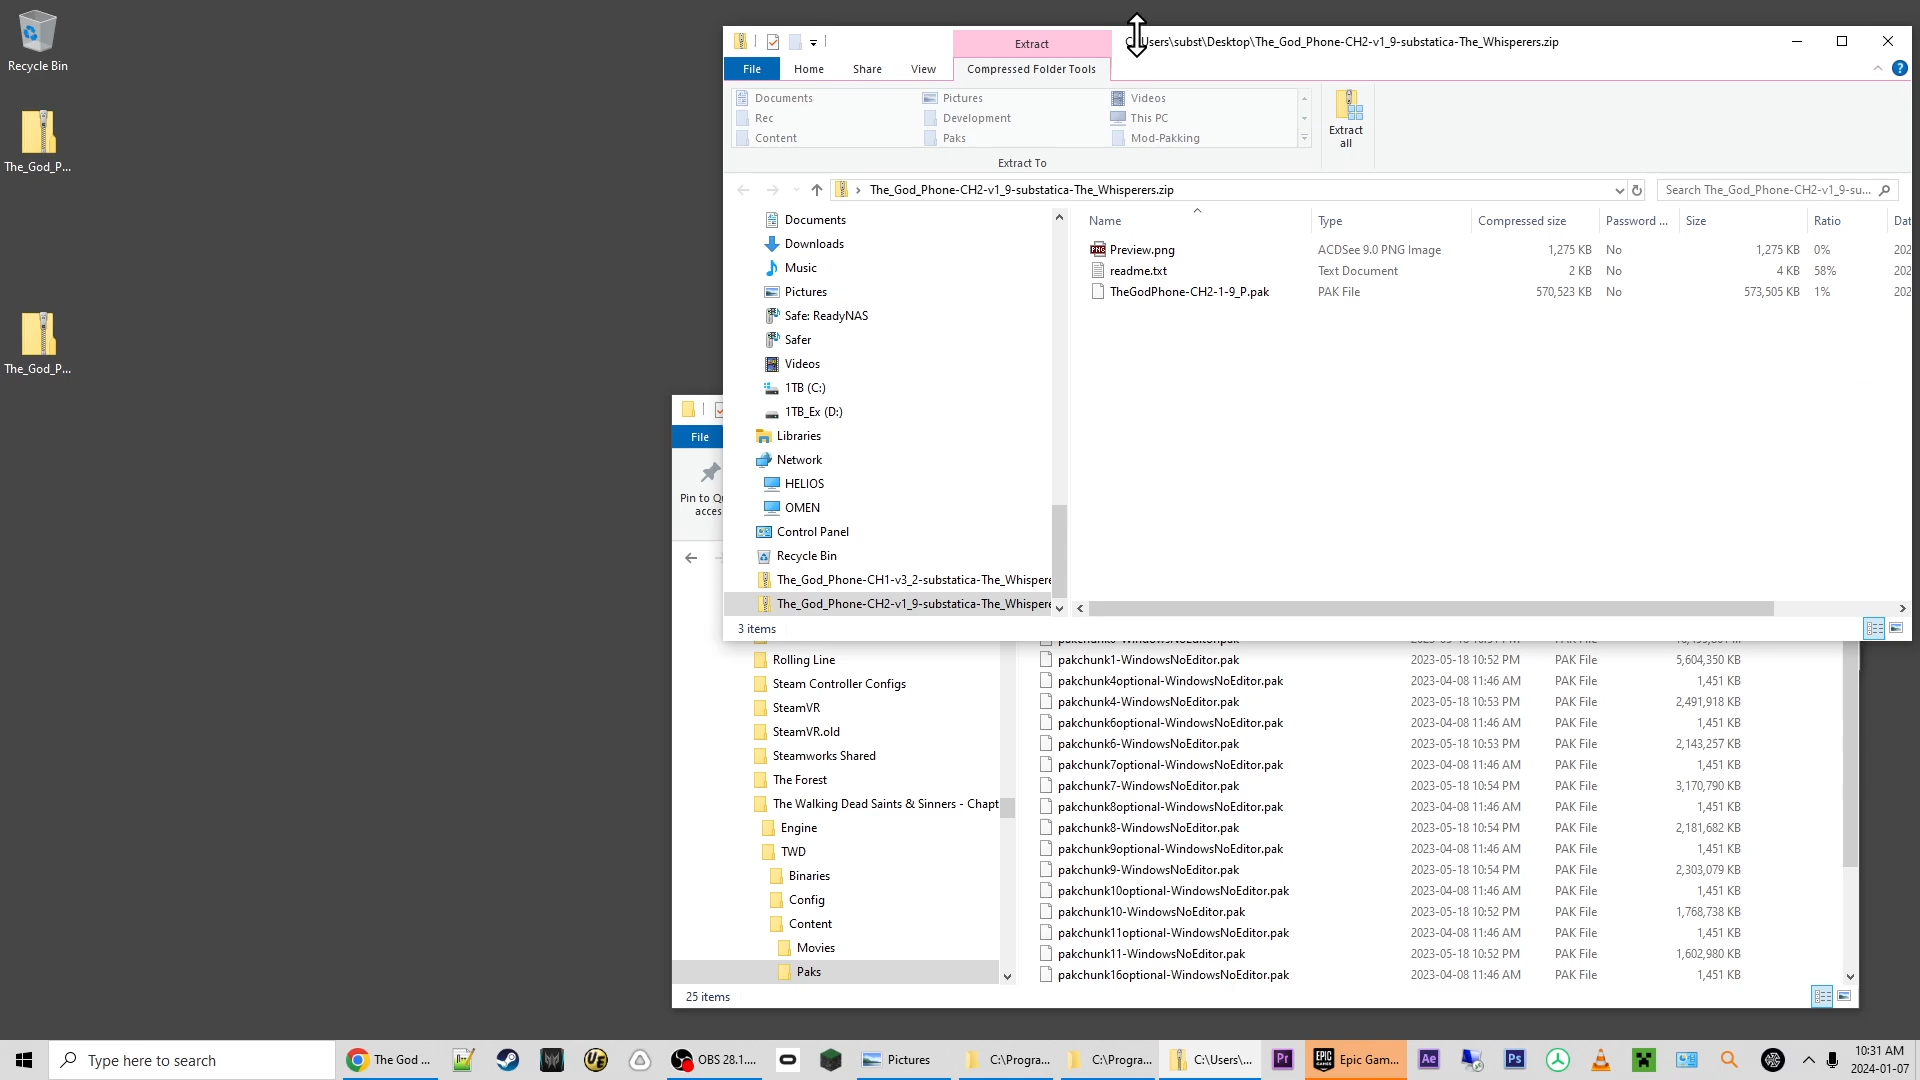 Recycle Bin
The_God_P...
The_God_P...
Extract
Users\subst\Desktop\The_God_Phone-CH2-v1_9-substatica-The_Whisperers.zip
File
Home
Share
View
Compressed Folder Tools
Documents
Pictures
Videos
Rec
Development
This PC
Content
Paks
Mod-Pakking
Extract To
Extract
all
The_God_Phone-CH2-v1_9-substatica-The_Whisperers.zip
Search The_God_Phone-CH2-v1_9-su...
Documents
Downloads
Music
Pictures
Safe: ReadyNAS
Safer
Videos
1TB (C:)
1TB_Ex (D:)
Libraries
Network
HELIOS
OMEN
Control Panel
Recycle Bin
The_God_Phone-CH1-v3_2-substatica-The_Whispere
The_God_Phone-CH2-v1_9-substatica-The_Whispere
Name Type Compressed size Password ... Size Ratio Dat
Preview.png ACDSee 9.0 PNG Image 1,275 KB No 1,275 KB 0% 202
readme.txt Text Document 2 KB No 4 KB 58% 202
TheGodPhone-CH2-1-9_P.pak PAK File 570,523 KB No 573,505 KB 1% 202
3 items
File
Pin to Qu
acces
Rolling Line
Steam Controller Configs
SteamVR
SteamVR.old
Steamworks Shared
The Forest
The Walking Dead Saints & Sinners - Chapt
Engine
TWD
Binaries
Config
Content
Movies
Paks
pakchunk1-WindowsNoEditor.pak 2023-05-18 10:52 PM PAK File 5,604,350 KB
pakchunk4optional-WindowsNoEditor.pak 2023-04-08 11:46 AM PAK File 1,451 KB
pakchunk4-WindowsNoEditor.pak 2023-05-18 10:53 PM PAK File 2,491,918 KB
pakchunk6optional-WindowsNoEditor.pak 2023-04-08 11:46 AM PAK File 1,451 KB
pakchunk6-WindowsNoEditor.pak 2023-05-18 10:53 PM PAK File 2,143,257 KB
pakchunk7optional-WindowsNoEditor.pak 2023-04-08 11:46 AM PAK File 1,451 KB
pakchunk7-WindowsNoEditor.pak 2023-05-18 10:54 PM PAK File 3,170,790 KB
pakchunk8optional-WindowsNoEditor.pak 2023-04-08 11:46 AM PAK File 1,451 KB
pakchunk8-WindowsNoEditor.pak 2023-05-18 10:54 PM PAK File 2,181,682 KB
pakchunk9optional-WindowsNoEditor.pak 2023-04-08 11:46 AM PAK File 1,451 KB
pakchunk9-WindowsNoEditor.pak 2023-05-18 10:54 PM PAK File 2,303,079 KB
pakchunk10optional-WindowsNoEditor.pak 2023-04-08 11:46 AM PAK File 1,451 KB
pakchunk10-WindowsNoEditor.pak 2023-05-18 10:52 PM PAK File 1,768,738 KB
pakchunk11optional-WindowsNoEditor.pak 2023-04-08 11:46 AM PAK File 1,451 KB
pakchunk11-WindowsNoEditor.pak 2023-05-18 10:52 PM PAK File 1,602,980 KB
pakchunk16optional-WindowsNoEditor.pak 2023-04-08 11:46 AM PAK File 1,451 KB
25 items
Type here to search
The God ...
OBS 28.1....
Pictures
C:\Progra...
C:\Progra...
C:\Users\...
Pr
EPIC GAMES
Epic Gam...
Ae
Ps
10:31 AM
2024-01-07